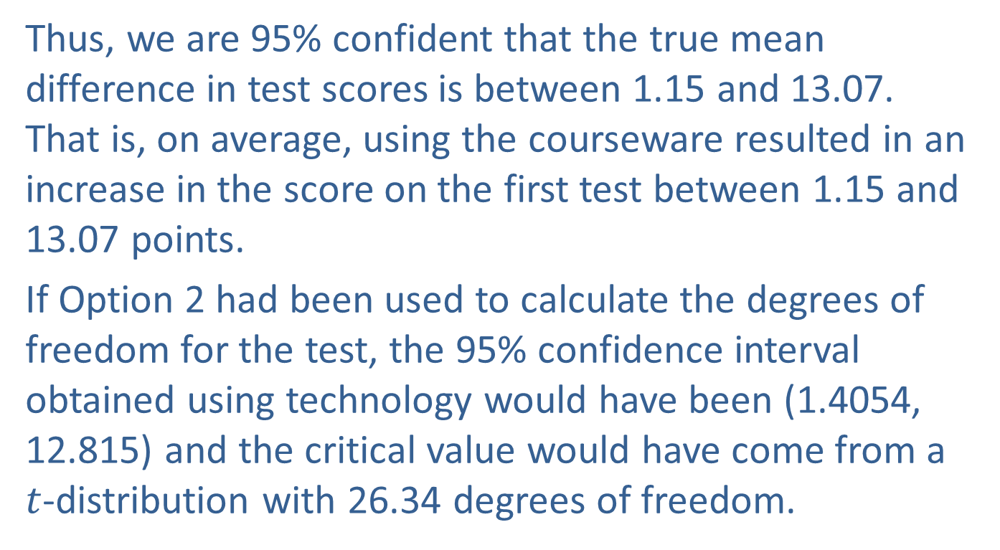 Thus, we are 95% confident that the true mean
difference in test scores is between 1.15 and 13.07.
That is, on average, using the courseware resulted in an
increase in the score on the first test between 1.15 and
13.07 points.
If Option 2 had been used to calculate the degrees of
freedom for the test, the 95% confidence interval
obtained using technology would have been (1.4054,
12.815) and the critical value would have come from a
t-distribution with 26.34 degrees of freedom.